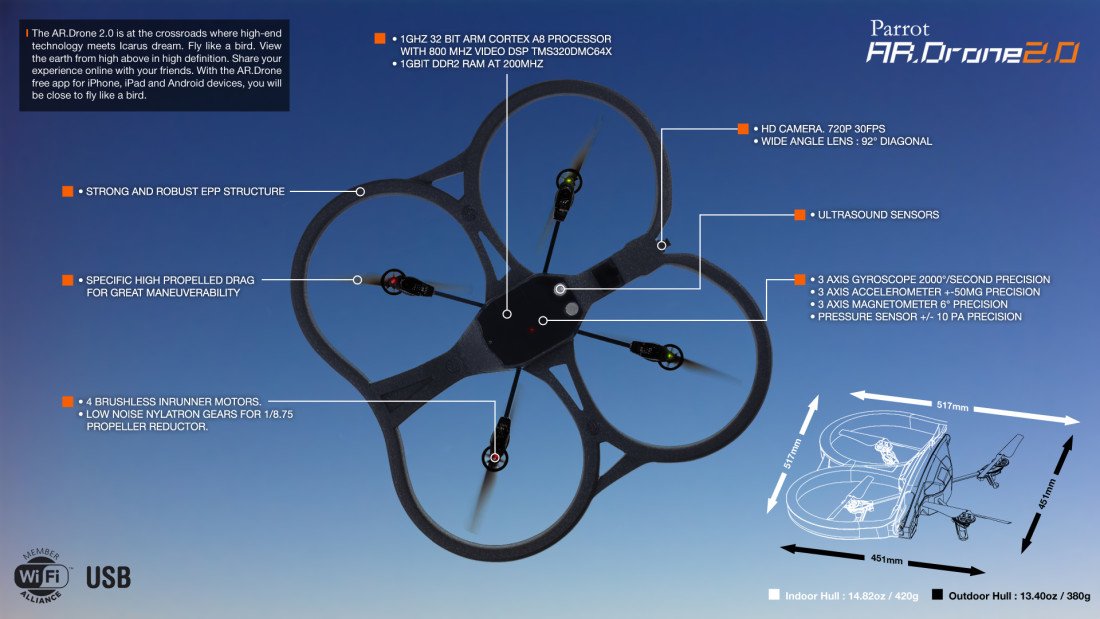 The AR.Drone 2.0 is at the crossroads where high-end
technology meets Icarus dream. Fly like a bird. View
the earth from high above in high definition. Share your
experience online with your friends. With the AR.Drone
free app for iPhone, iPad and Android devices, you will
be close to fly like a bird.
• 1GHZ 32 BIT ARM CORTEX A8 PROCESSOR
WITH 800 MHZ VIDEO DSP TMS320DMC64X
• 1GBIT DDR2 RAM AT 200MHZ
Parrot
AR.Drone2.0
• HD CAMERA. 720P 30FPS
• WIDE ANGLE LENS : 92° DIAGONAL
• STRONG AND ROBUST EPP STRUCTURE
• ULTRASOUND SENSORS
• SPECIFIC HIGH PROPELLED DRAG
FOR GREAT MANEUVERABILITY
• 3 AXIS GYROSCOPE 2000°/SECOND PRECISION
• 3 AXIS ACCELEROMETER +-50MG PRECISION
• 3 AXIS MAGNETOMETER 6° PRECISION
• PRESSURE SENSOR +/- 10 PA PRECISION
• 4 BRUSHLESS INRUNNER MOTORS.
• LOW NOISE NYLATRON GEARS FOR 1/8.75
PROPELLER REDUCTOR.
517mm
517mm
451mm
451mm
MEMBER
Wi Fi™
ALLIANCE
USB
Indoor Hull : 14.82oz / 420g
Outdoor Hull : 13.40oz / 380g